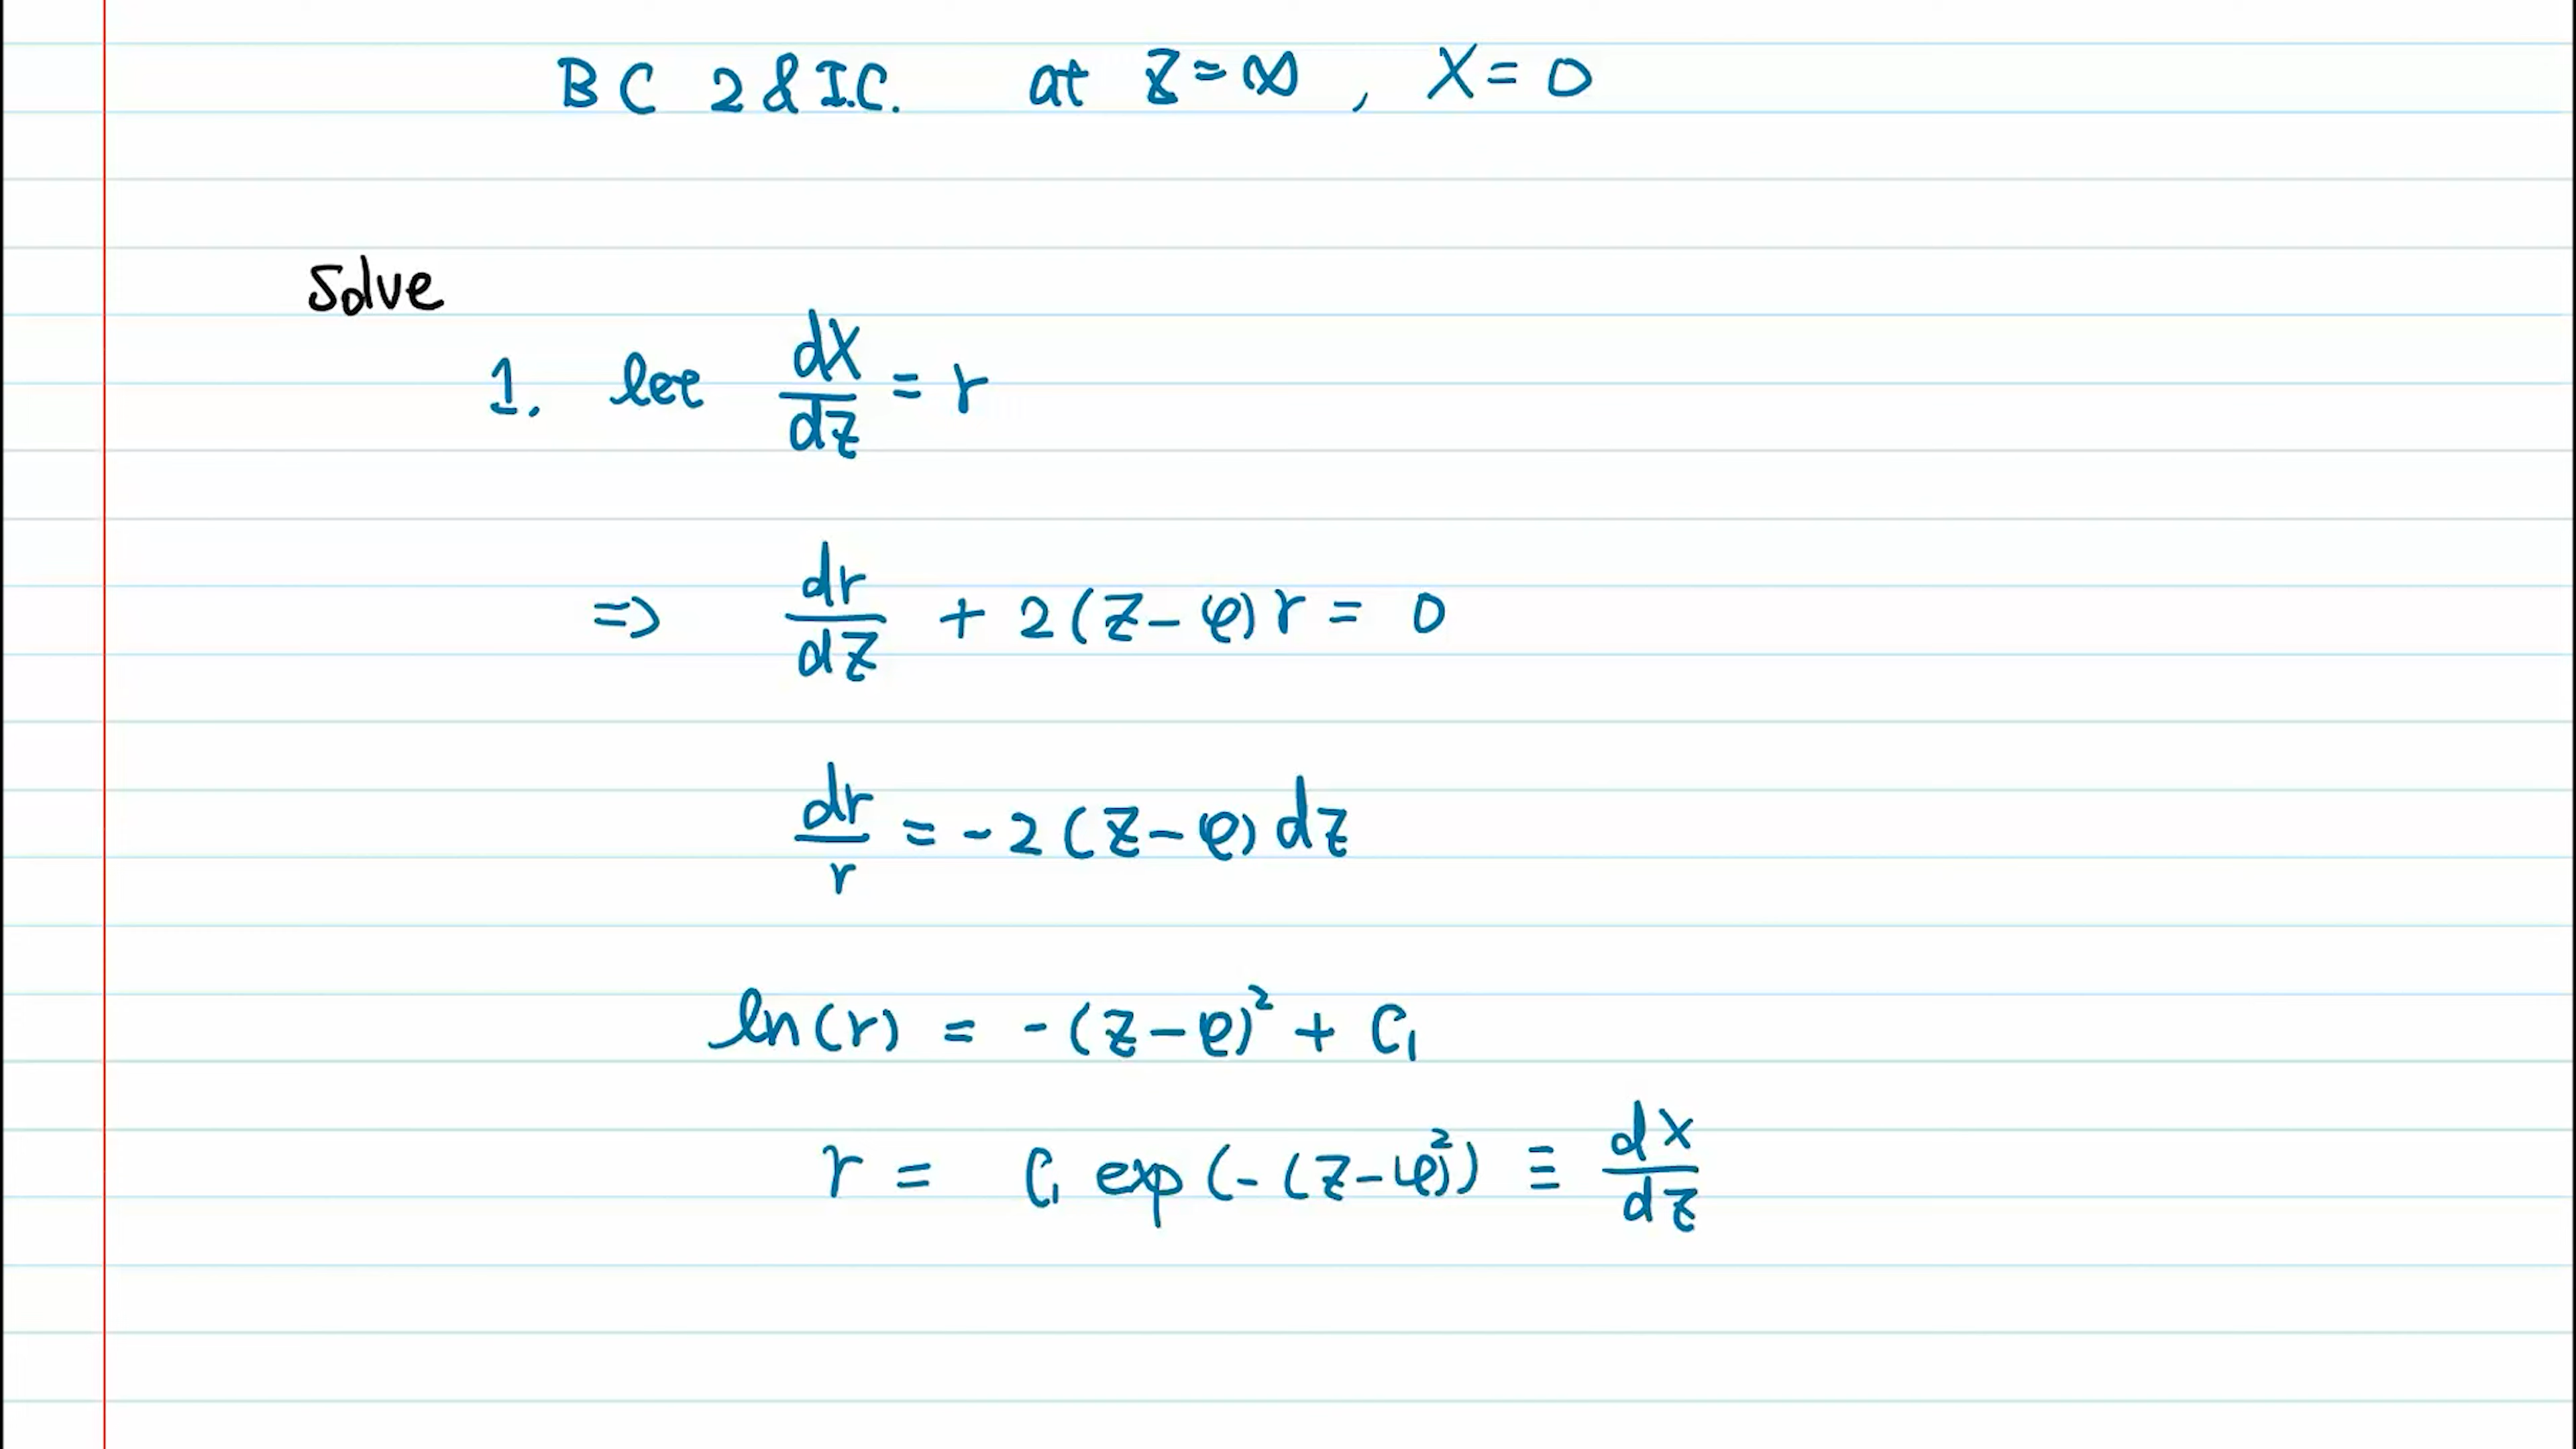 BC 2 & I.C. at Z = ∞ , X = 0
Solve
1. let dX/dZ = r
=> dr/dZ + 2(Z - φ) r = 0
dr/r = -2(Z - φ) dZ
ln(r) = -(Z - φ)² + C₁
r = C₁ exp(-(Z - φ)²) ≡ dX/dZ